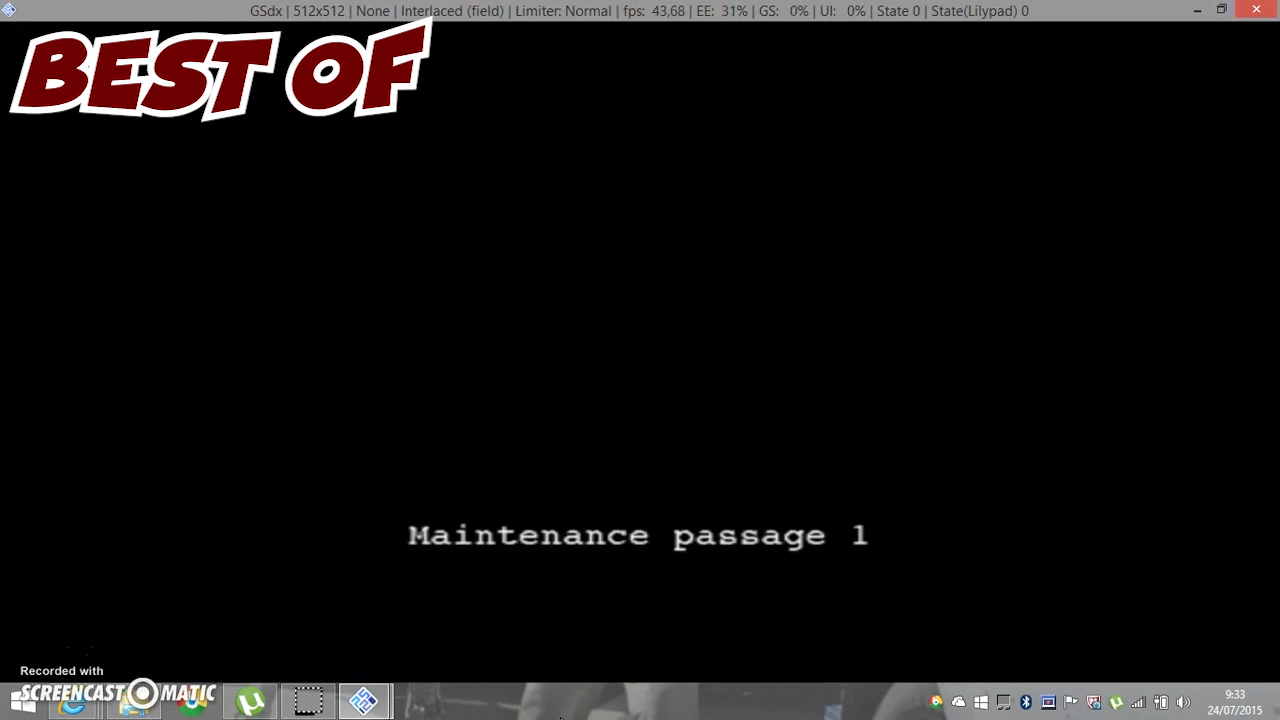 GSdx | 512x512 | None | Interlaced (field) | Limiter: Normal | fps: 43,68 | EE: 31% | GS: 0% | UI: 0% | State 0 | State(Lilypad) 0
BEST OF
Maintenance passage 1
Recorded with
SCREENCAST MATIC
9:33
24/07/2015